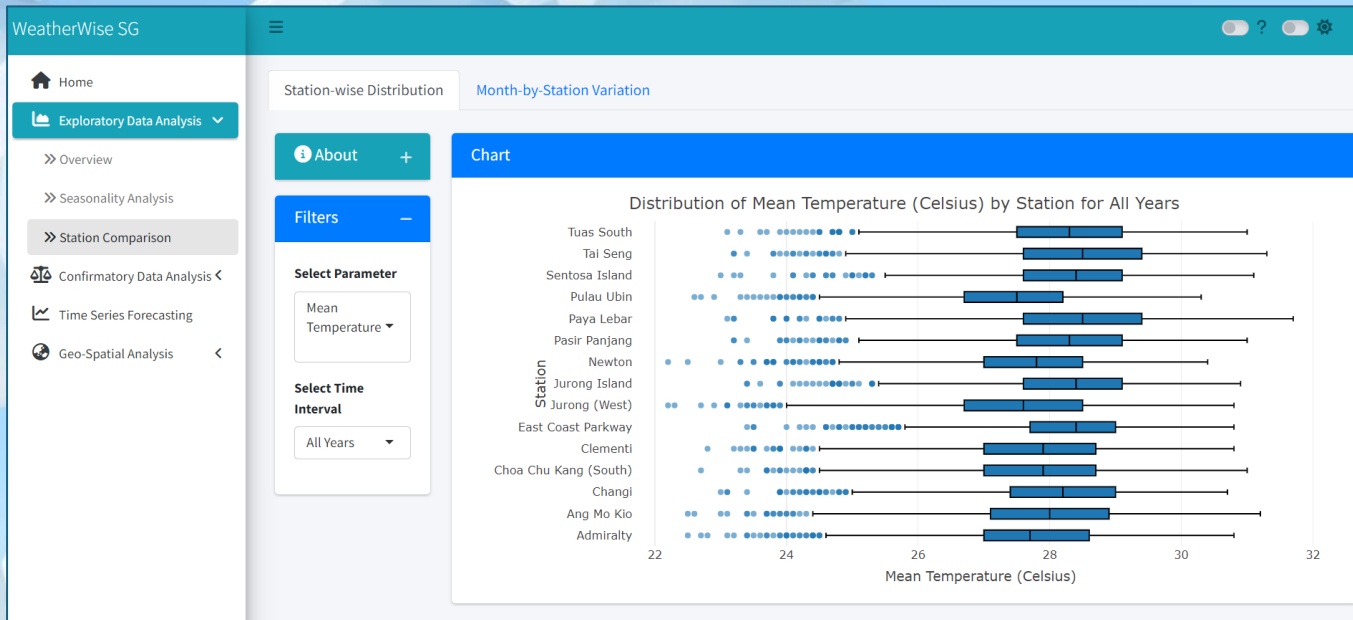 WeatherWise SG
?
Home
Exploratory Data Analysis
Overview
Seasonality Analysis
Station Comparison
Confirmatory Data Analysis
Time Series Forecasting
Geo-Spatial Analysis
Station-wise Distribution
Month-by-Station Variation
About
Filters
Select Parameter
Mean
Temperature
Select Time
Interval
All Years
Chart
Distribution of Mean Temperature (Celsius) by Station for All Years
Station
Tuas South
Tai Seng
Sentosa Island
Pulau Ubin
Paya Lebar
Pasir Panjang
Newton
Jurong Island
Jurong (West)
East Coast Parkway
Clementi
Choa Chu Kang (South)
Changi
Ang Mo Kio
Admiralty
22 24 26 28 30 32
Mean Temperature (Celsius)